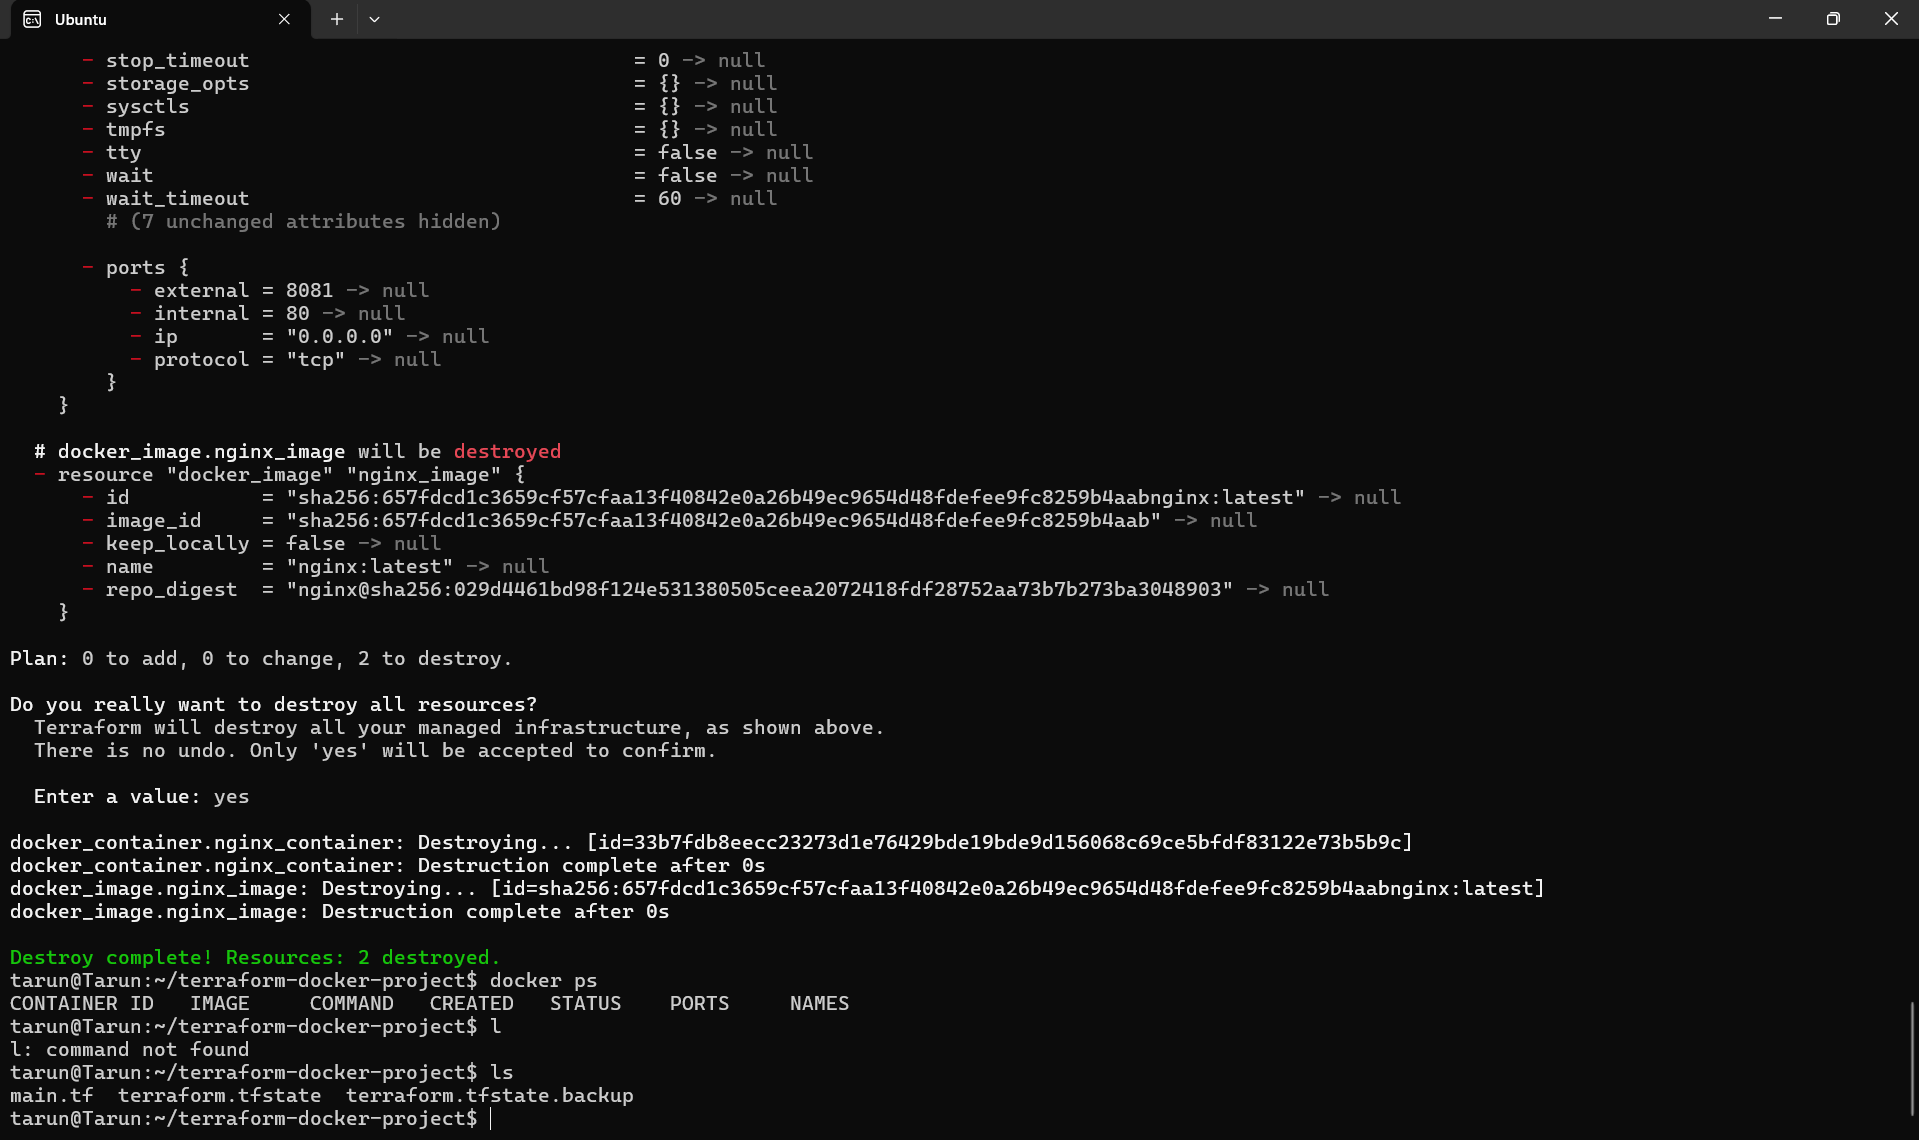 Ubuntu
- stop_timeout = 0 -> null
- storage_opts = {} -> null
- sysctls = {} -> null
- tmpfs = {} -> null
- tty = false -> null
- wait = false -> null
- wait_timeout = 60 -> null
# (7 unchanged attributes hidden)
- ports {
- external = 8081 -> null
- internal = 80 -> null
- ip = "0.0.0.0" -> null
- protocol = "tcp" -> null
}
}
# docker_image.nginx_image will be destroyed
- resource "docker_image" "nginx_image" {
- id = "sha256:657fdcd1c3659cf57cfaa13f40842e0a26b49ec9654d48fdefee9fc8259b4aabnginx:latest" -> null
- image_id = "sha256:657fdcd1c3659cf57cfaa13f40842e0a26b49ec9654d48fdefee9fc8259b4aab" -> null
- keep_locally = false -> null
- name = "nginx:latest" -> null
- repo_digest = "nginx@sha256:029d4461bd98f124e531380505ceea2072418fdf28752aa73b7b273ba3048903" -> null
}
Plan: 0 to add, 0 to change, 2 to destroy.
Do you really want to destroy all resources?
Terraform will destroy all your managed infrastructure, as shown above.
There is no undo. Only 'yes' will be accepted to confirm.
Enter a value: yes
docker_container.nginx_container: Destroying... [id=33b7fdb8eecc23273d1e76429bde19bde9d156068c69ce5bfdf83122e73b5b9c]
docker_container.nginx_container: Destruction complete after 0s
docker_image.nginx_image: Destroying... [id=sha256:657fdcd1c3659cf57cfaa13f40842e0a26b49ec9654d48fdefee9fc8259b4aabnginx:latest]
docker_image.nginx_image: Destruction complete after 0s
Destroy complete! Resources: 2 destroyed.
tarun@Tarun:~/terraform-docker-project$ docker ps
CONTAINER ID IMAGE COMMAND CREATED STATUS PORTS NAMES
tarun@Tarun:~/terraform-docker-project$ l
l: command not found
tarun@Tarun:~/terraform-docker-project$ ls
main.tf terraform.tfstate terraform.tfstate.backup
tarun@Tarun:~/terraform-docker-project$